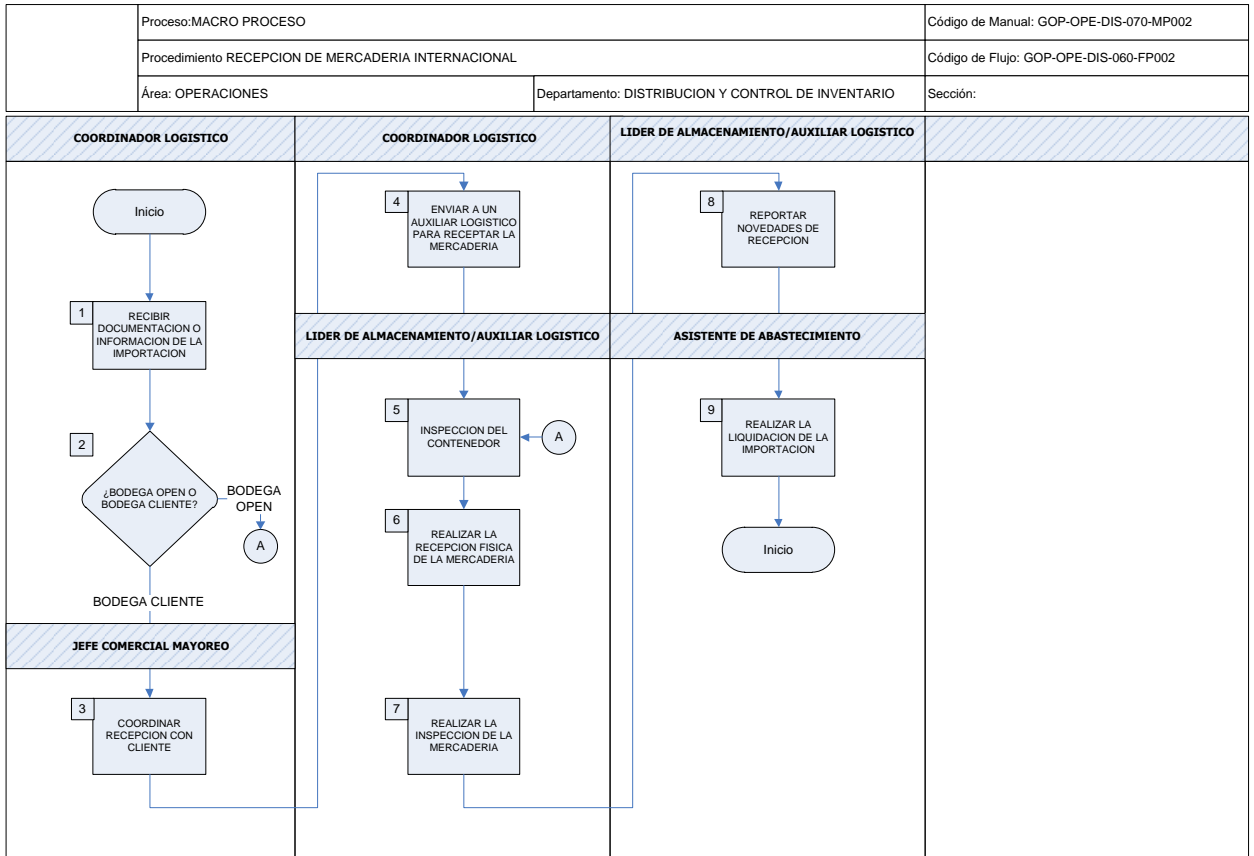 Proceso:MACRO PROCESO
Código de Manual: GOP-OPE-DIS-070-MP002
Procedimiento RECEPCION DE MERCADERIA INTERNACIONAL
Código de Flujo: GOP-OPE-DIS-060-FP002
Área: OPERACIONES
Departamento: DISTRIBUCION Y CONTROL DE INVENTARIO
Sección:
COORDINADOR LOGISTICO
Inicio
1
RECIBIR
DOCUMENTACION O
INFORMACION DE LA
IMPORTACION
2
¿BODEGA OPEN O
BODEGA CLIENTE?
BODEGA
OPEN
A
BODEGA CLIENTE
JEFE COMERCIAL MAYOREO
3
COORDINAR
RECEPCION CON
CLIENTE
COORDINADOR LOGISTICO
4
ENVIAR A UN
AUXILIAR LOGISTICO
PARA RECEPTAR LA
MERCADERIA
LIDER DE ALMACENAMIENTO/AUXILIAR LOGISTICO
5
INSPECCION DEL
CONTENEDOR
A
6
REALIZAR LA
RECEPCION FISICA
DE LA MERCADERIA
7
REALIZAR LA
INSPECCION DE LA
MERCADERIA
LIDER DE ALMACENAMIENTO/AUXILIAR LOGISTICO
8
REPORTAR
NOVEDADES DE
RECEPCION
ASISTENTE DE ABASTECIMIENTO
9
REALIZAR LA
LIQUIDACION DE LA
IMPORTACION
Inicio